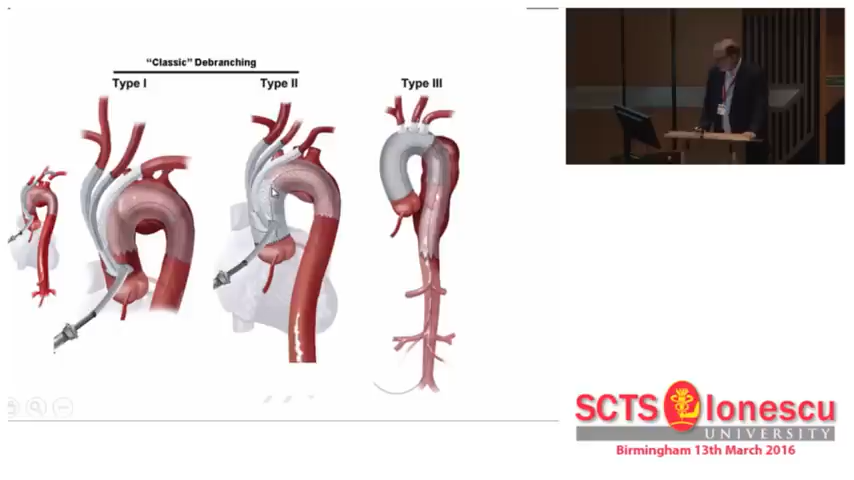 “Classic” Debranching
Type I
Type II
Type III
SCTS Ionescu
UNIVERSITY
Birmingham 13th March 2016